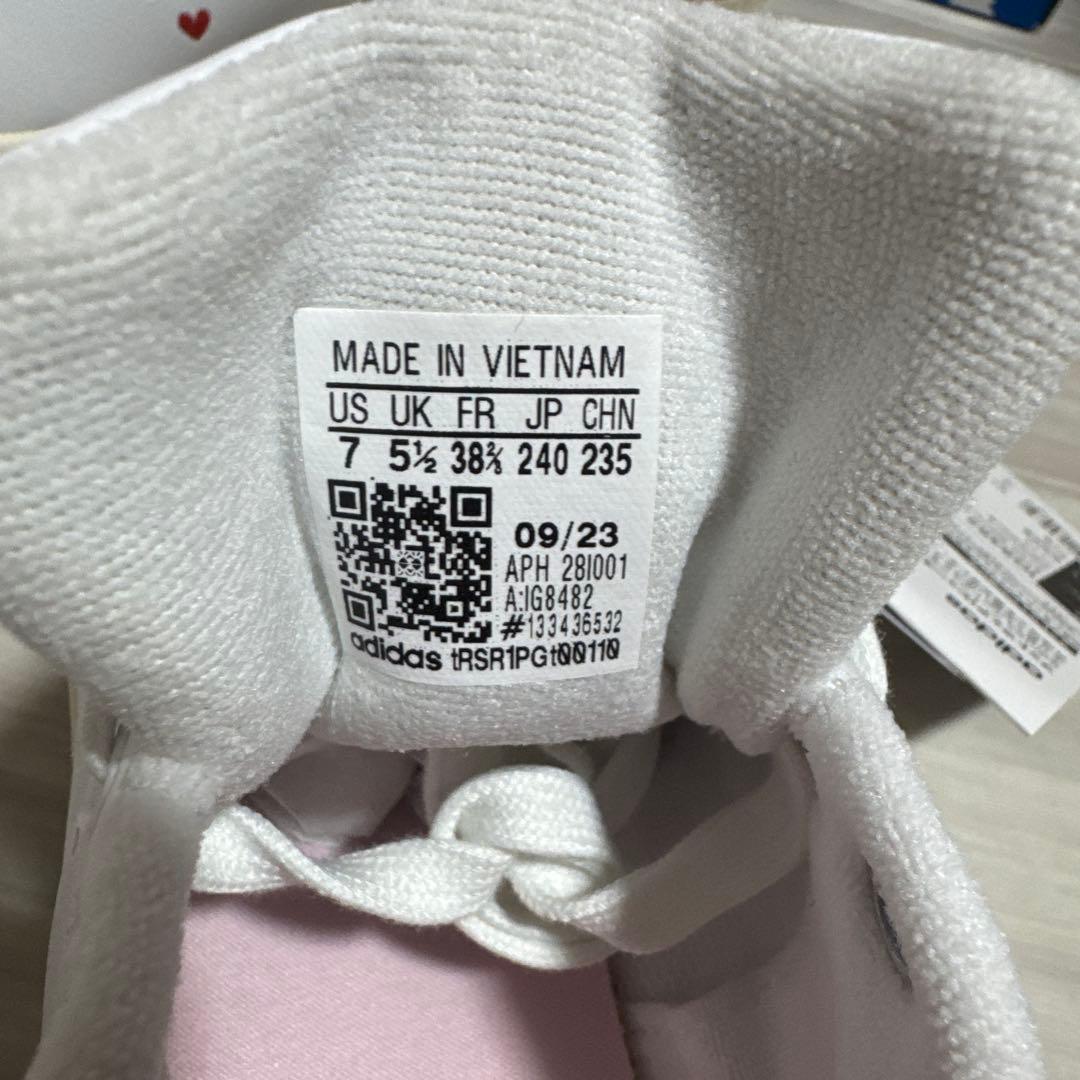 MADE IN VIETNAM
US UK FR JP CHN
7 5½ 38⅔ 240 235
09/23
APH 28I001
A:IG8482
#133436532
adidas tRSR1PGt00110
adidas